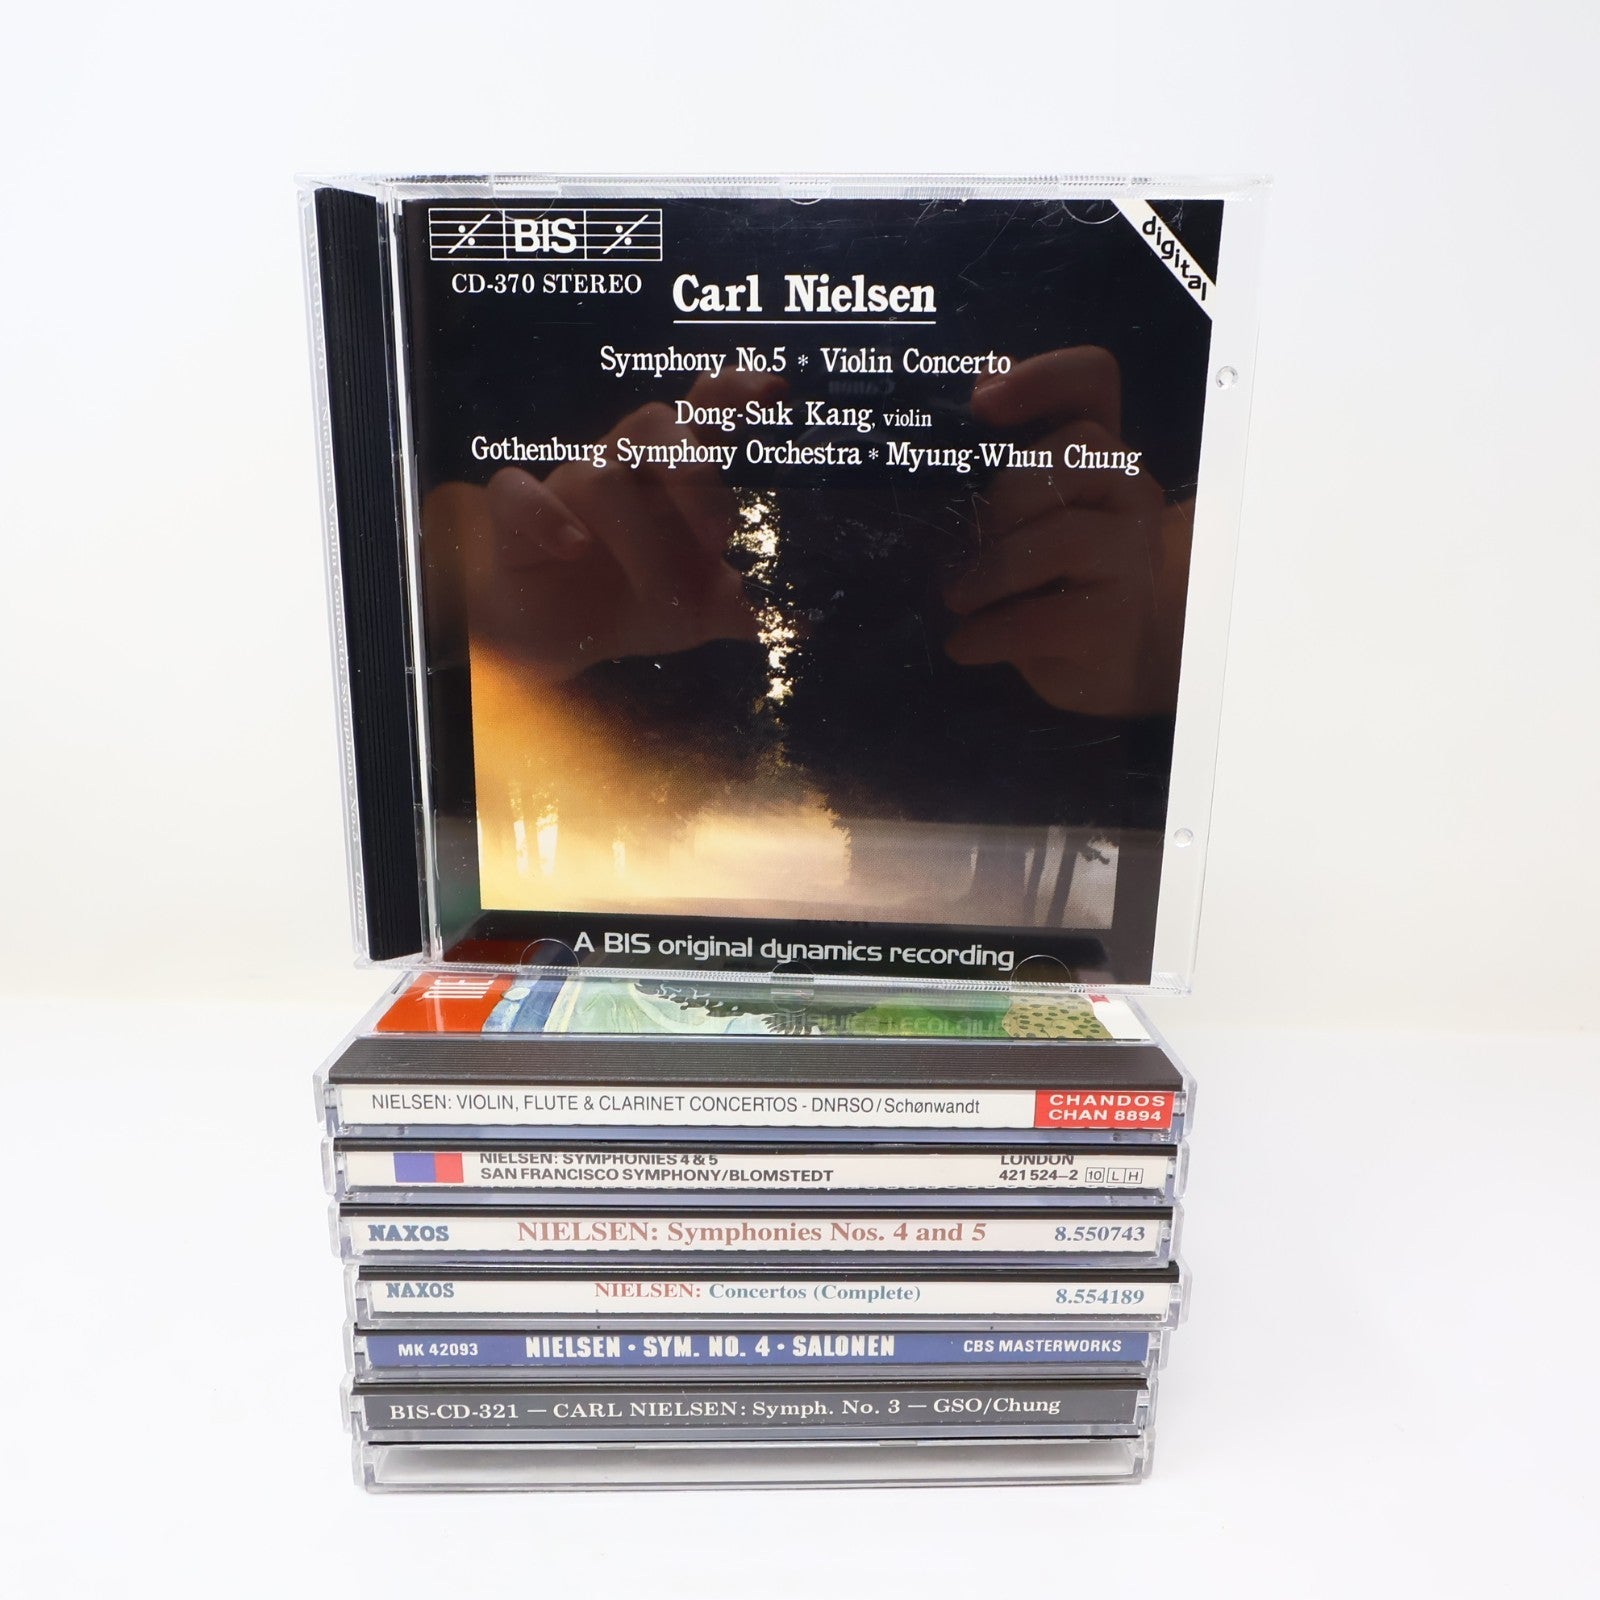 BIS
CD-370 STEREO
digital
Carl Nielsen
Symphony No.5 * Violin Concerto
Dong-Suk Kang, violin
Gothenburg Symphony Orchestra * Myung-Whun Chung
A BIS original dynamics recording
NIELSEN: VIOLIN, FLUTE & CLARINET CONCERTOS - DNRSO/Schønwandt
CHANDOS
CHAN 8894
NIELSEN: SYMPHONIES 4 & 5
SAN FRANCISCO SYMPHONY/BLOMSTEDT
LONDON
421 524-2 10 L H
NAXOS NIELSEN: Symphonies Nos. 4 and 5 8.550743
NAXOS NIELSEN: Concertos (Complete) 8.554189
MK 42093 NIELSEN · SYM. NO. 4 · SALONEN CBS MASTERWORKS
BIS-CD-321 — CARL NIELSEN: Symph. No. 3 — GSO/Chung